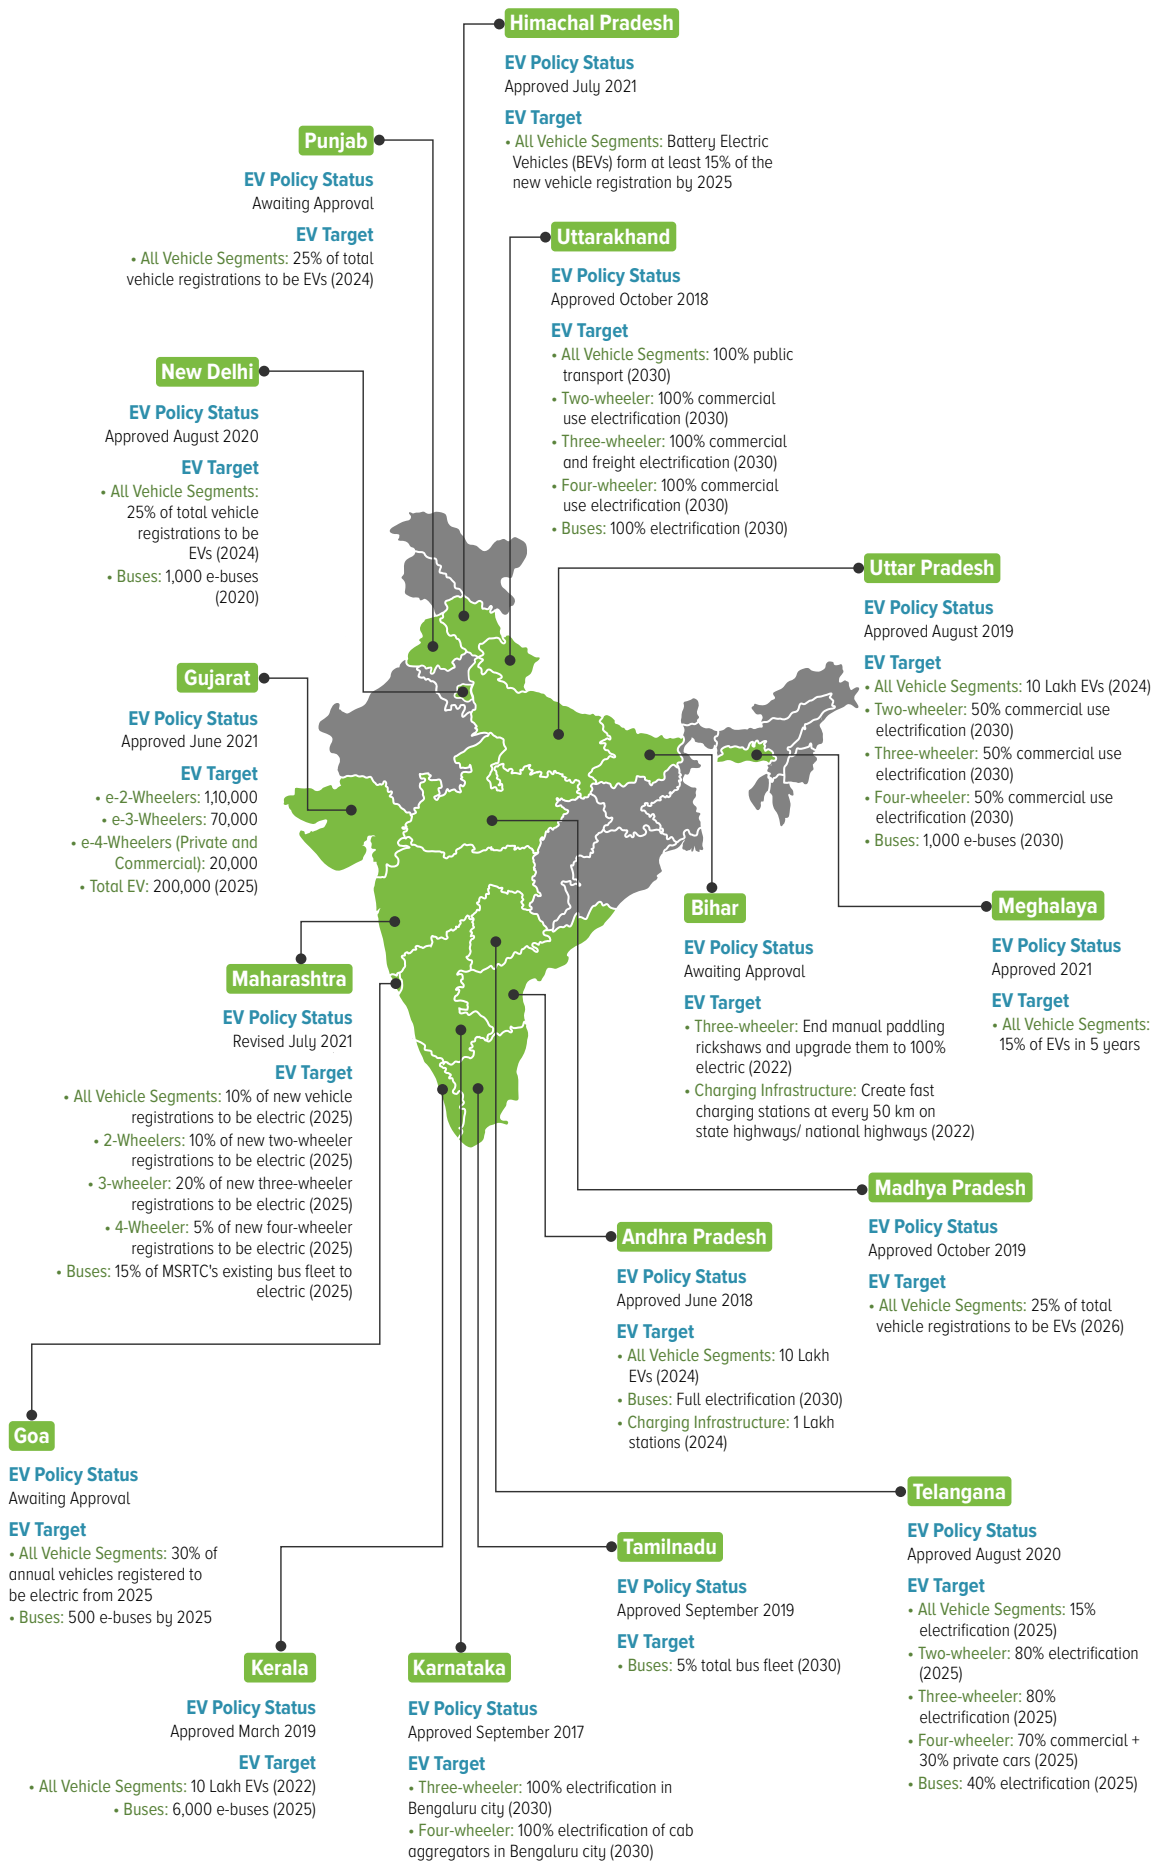 Himachal Pradesh
EV Policy Status
Approved July 2021
EV Target
• All Vehicle Segments: Battery Electric
Vehicles (BEVs) form at least 15% of the
new vehicle registration by 2025
Punjab
EV Policy Status
Awaiting Approval
EV Target
• All Vehicle Segments: 25% of total
vehicle registrations to be EVs (2024)
Uttarakhand
EV Policy Status
Approved October 2018
EV Target
• All Vehicle Segments: 100% public
transport (2030)
• Two-wheeler: 100% commercial
use electrification (2030)
• Three-wheeler: 100% commercial
and freight electrification (2030)
• Four-wheeler: 100% commercial
use electrification (2030)
• Buses: 100% electrification (2030)
New Delhi
EV Policy Status
Approved August 2020
EV Target
• All Vehicle Segments:
25% of total vehicle
registrations to be
EVs (2024)
• Buses: 1,000 e-buses
(2020)
Uttar Pradesh
EV Policy Status
Approved August 2019
EV Target
• All Vehicle Segments: 10 Lakh EVs (2024)
• Two-wheeler: 50% commercial use
electrification (2030)
• Three-wheeler: 50% commercial use
electrification (2030)
• Four-wheeler: 50% commercial use
electrification (2030)
• Buses: 1,000 e-buses (2030)
Gujarat
EV Policy Status
Approved June 2021
EV Target
• e-2-Wheelers: 1,10,000
• e-3-Wheelers: 70,000
• e-4-Wheelers (Private and
Commercial): 20,000
• Total EV: 200,000 (2025)
Bihar
EV Policy Status
Awaiting Approval
EV Target
• Three-wheeler: End manual paddling
rickshaws and upgrade them to 100%
electric (2022)
• Charging Infrastructure: Create fast
charging stations at every 50 km on
state highways/ national highways (2022)
Meghalaya
EV Policy Status
Approved 2021
EV Target
• All Vehicle Segments:
15% of EVs in 5 years
Maharashtra
EV Policy Status
Revised July 2021
EV Target
• All Vehicle Segments: 10% of new vehicle
registrations to be electric (2025)
• 2-Wheelers: 10% of new two-wheeler
registrations to be electric (2025)
• 3-wheeler: 20% of new three-wheeler
registrations to be electric (2025)
• 4-Wheeler: 5% of new four-wheeler
registrations to be electric (2025)
• Buses: 15% of MSRTC's existing bus fleet to
electric (2025)
Madhya Pradesh
EV Policy Status
Approved October 2019
EV Target
• All Vehicle Segments: 25% of total
vehicle registrations to be EVs (2026)
Andhra Pradesh
EV Policy Status
Approved June 2018
EV Target
• All Vehicle Segments: 10 Lakh
EVs (2024)
• Buses: Full electrification (2030)
• Charging Infrastructure: 1 Lakh
stations (2024)
Goa
EV Policy Status
Awaiting Approval
EV Target
• All Vehicle Segments: 30% of
annual vehicles registered to
be electric from 2025
• Buses: 500 e-buses by 2025
Telangana
EV Policy Status
Approved August 2020
EV Target
• All Vehicle Segments: 15%
electrification (2025)
• Two-wheeler: 80% electrification
(2025)
• Three-wheeler: 80%
electrification (2025)
• Four-wheeler: 70% commercial +
30% private cars (2025)
• Buses: 40% electrification (2025)
Tamilnadu
EV Policy Status
Approved September 2019
EV Target
• Buses: 5% total bus fleet (2030)
Kerala
EV Policy Status
Approved March 2019
EV Target
• All Vehicle Segments: 10 Lakh EVs (2022)
• Buses: 6,000 e-buses (2025)
Karnataka
EV Policy Status
Approved September 2017
EV Target
• Three-wheeler: 100% electrification in
Bengaluru city (2030)
• Four-wheeler: 100% electrification of cab
aggregators in Bengaluru city (2030)